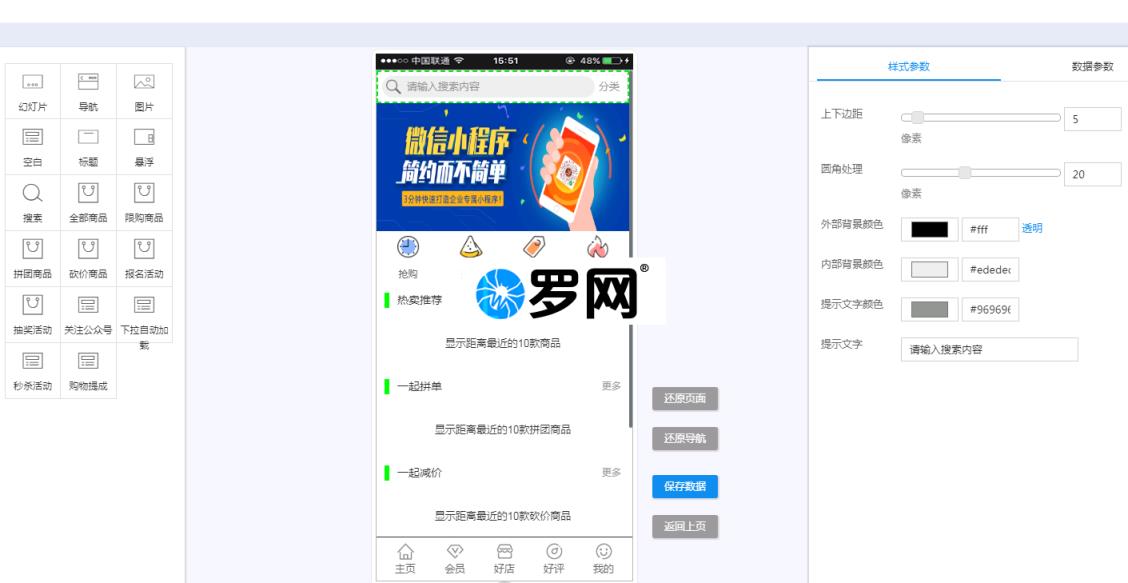 幻灯片 导航 图片
空白 标题 悬浮
搜索 全部商品 限购商品
拼团商品 砍价商品 报名活动
抽奖活动 关注公众号 下拉自动加载
秒杀活动 购物提成
中国联通 15:51 48%
请输入搜索内容 分类
微信小程序
简约而不简单
3分钟快速打造企业专属小程序!
抢购
罗网®
热卖推荐
显示距离最近的10款商品
一起拼单 更多
显示距离最近的10款拼团商品
一起减价 更多
显示距离最近的10款砍价商品
主页 会员 好店 好评 我的
还原页面
还原导航
保存数据
返回上页
样式参数 数据参数
上下边距 5
像素
圆角处理 20
像素
外部背景颜色 #fff 透明
内部背景颜色 #ededed
提示文字颜色 #969696
提示文字 请输入搜索内容